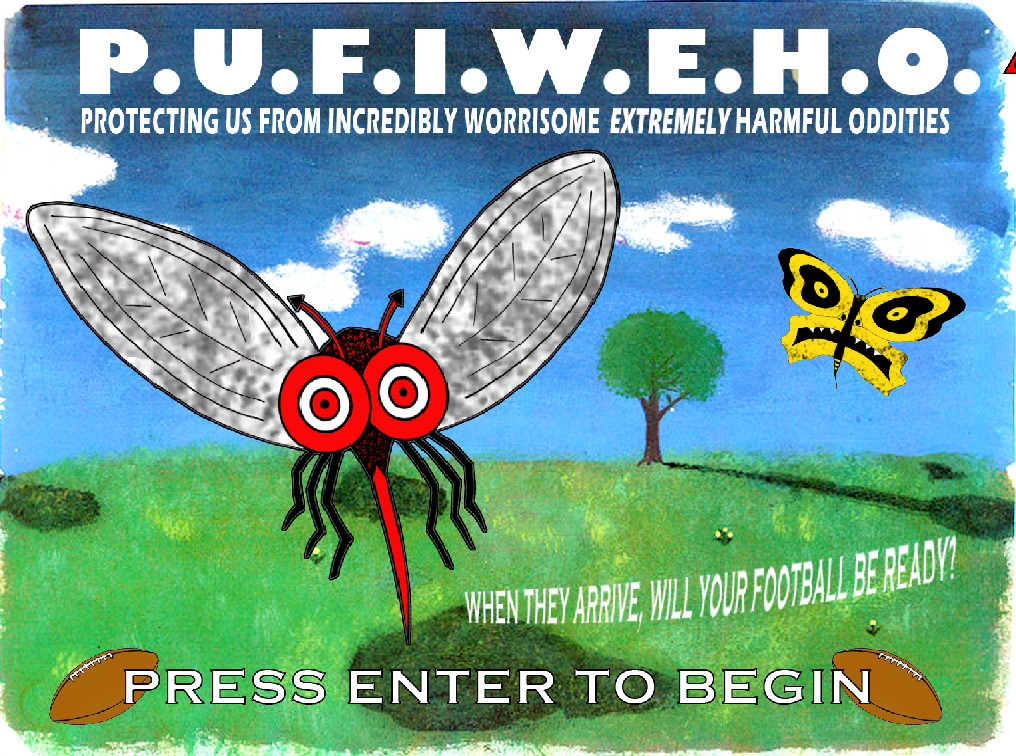 P.U.F.I.W.E.H.O.
PROTECTING US FROM INCREDIBLY WORRISOME EXTREMELY HARMFUL ODDITIES
WHEN THEY ARRIVE, WILL YOUR FOOTBALL BE READY?
PRESS ENTER TO BEGIN